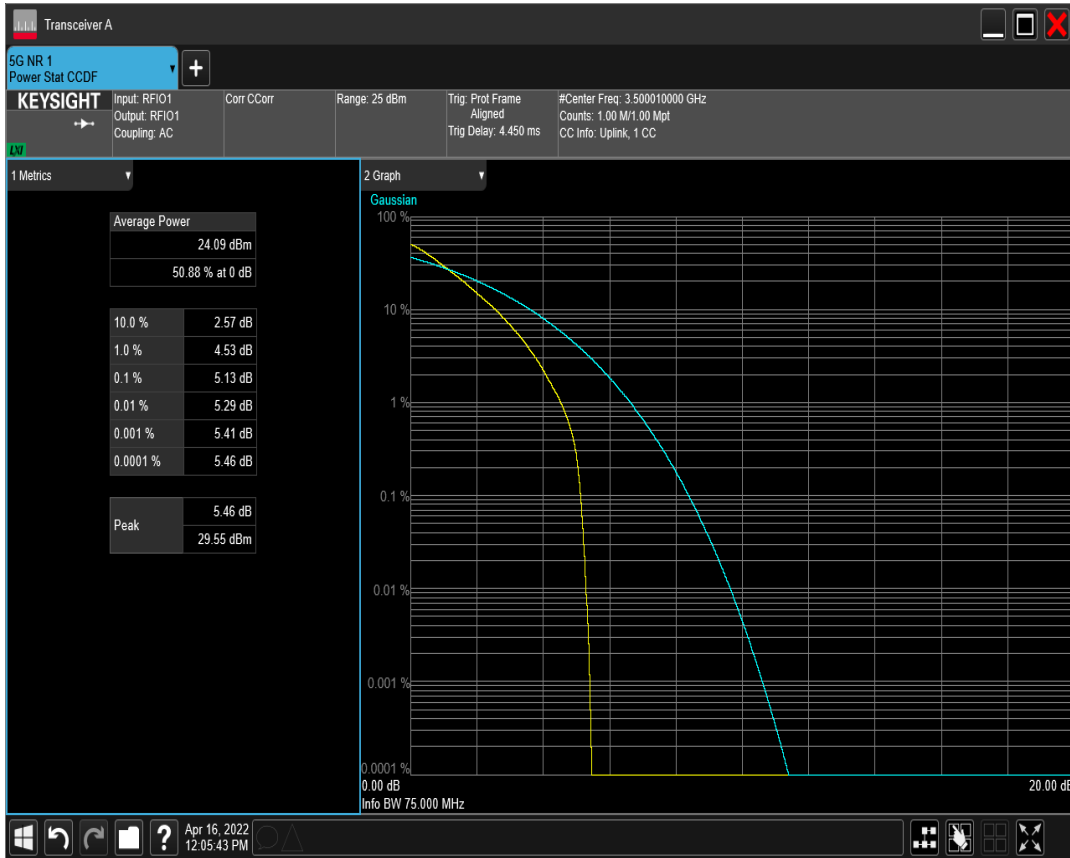 Transceiver A
5G NR 1
Power Stat CCDF
+
KEYSIGHT
LXI
Input: RFIO1
Output: RFIO1
Coupling: AC
Corr CCorr
Range: 25 dBm
Trig: Prot Frame
Aligned
Trig Delay: 4.450 ms
#Center Freq: 3.500010000 GHz
Counts: 1.00 M/1.00 Mpt
CC Info: Uplink, 1 CC
1 Metrics
Average Power
24.09 dBm
50.88 % at 0 dB
10.0 % 2.57 dB
1.0 % 4.53 dB
0.1 % 5.13 dB
0.01 % 5.29 dB
0.001 % 5.41 dB
0.0001 % 5.46 dB
Peak
5.46 dB
29.55 dBm
2 Graph
Gaussian
100 %
10 %
1 %
0.1 %
0.01 %
0.001 %
0.0001 %
0.00 dB
20.00 dB
Info BW 75.000 MHz
?
Apr 16, 2022
12:05:43 PM